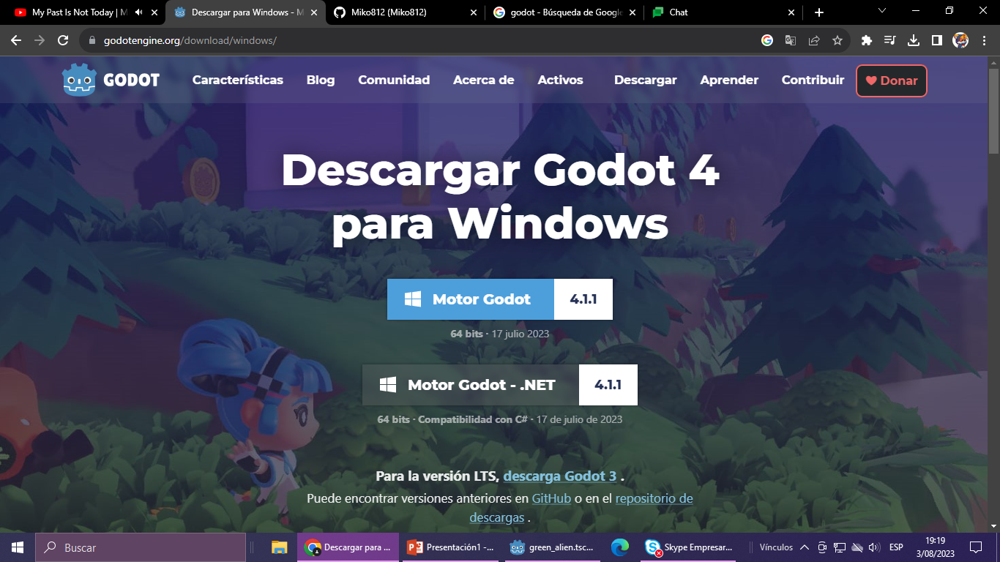 My Past Is Not Today | M
Descargar para Windows - M
Miko812 (Miko812)
godot - Búsqueda de Google
Chat
godotengine.org/download/windows/
GODOT
Características
Blog
Comunidad
Acerca de
Activos
Descargar
Aprender
Contribuir
Donar
Descargar Godot 4
para Windows
Motor Godot 4.1.1
64 bits · 17 julio 2023
Motor Godot - .NET 4.1.1
64 bits · Compatibilidad con C# · 17 de julio de 2023
Para la versión LTS, descarga Godot 3 .
Puede encontrar versiones anteriores en GitHub o en el repositorio de
descargas .
Buscar
Descargar para ...
Presentación1 -...
green_alien.tsc...
Skype Empresar...
Vínculos
ESP
19:19
3/08/2023